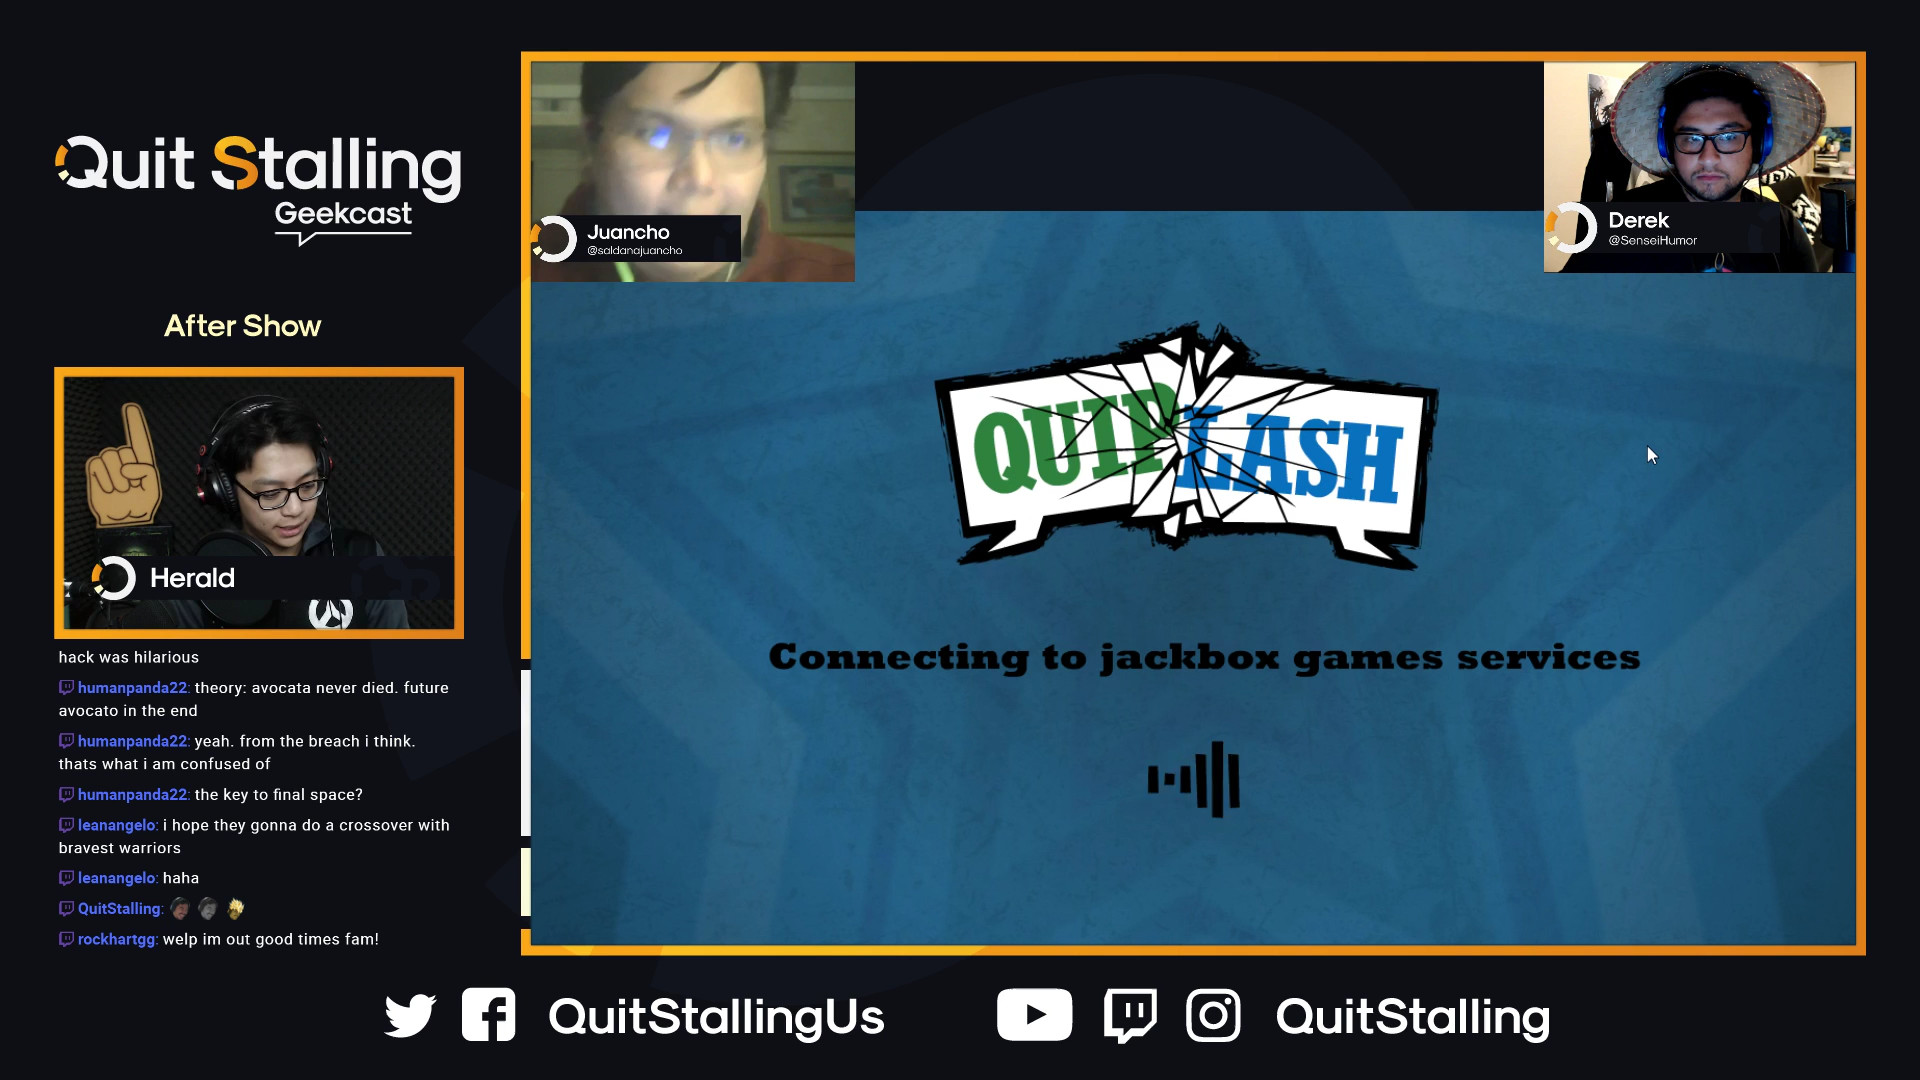 Quit Stalling
Geekcast
After Show
Herald
hack was hilarious
humanpanda22: theory: avocata never died. future
avocato in the end
humanpanda22: yeah. from the breach i think.
thats what i am confused of
humanpanda22: the key to final space?
leanangelo: i hope they gonna do a crossover with
bravest warriors
leanangelo: haha
QuitStalling:
rockhartgg: welp im out good times fam!
Juancho
@saldanajuancho
Derek
@SenseiHumor
QUIPLASH
Connecting to jackbox games services
QuitStallingUs
QuitStalling